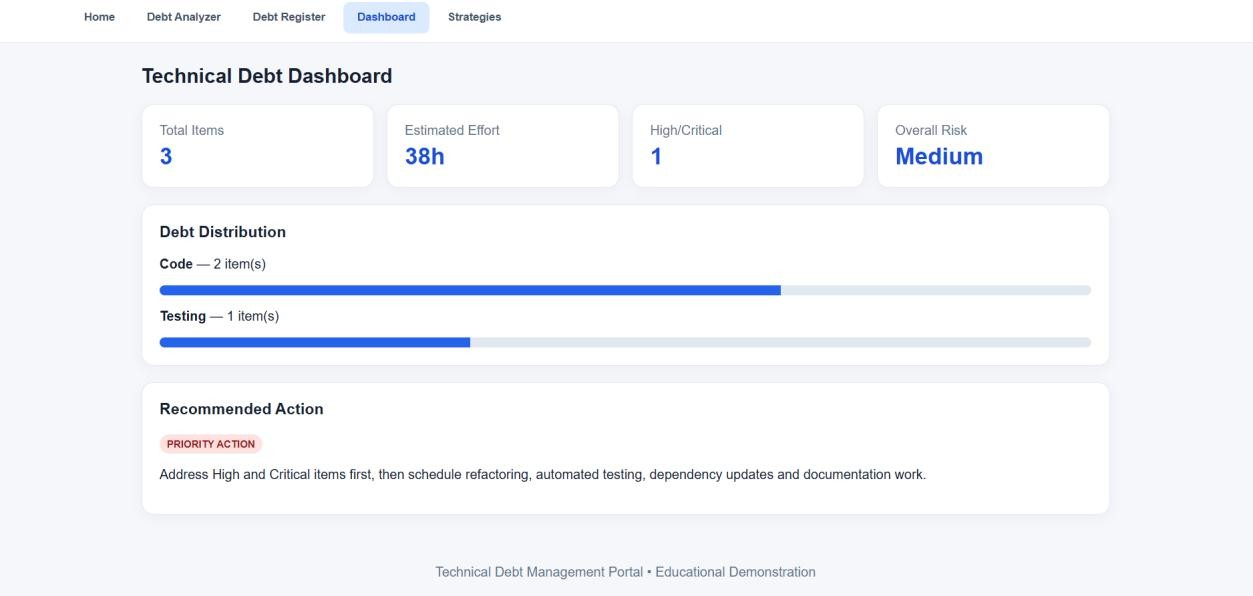 Home Debt Analyzer Debt Register Dashboard Strategies
Technical Debt Dashboard
Total Items
3
Estimated Effort
38h
High/Critical
1
Overall Risk
Medium
Debt Distribution
Code — 2 item(s)
Testing — 1 item(s)
Recommended Action
PRIORITY ACTION
Address High and Critical items first, then schedule refactoring, automated testing, dependency updates and documentation work.
Technical Debt Management Portal • Educational Demonstration